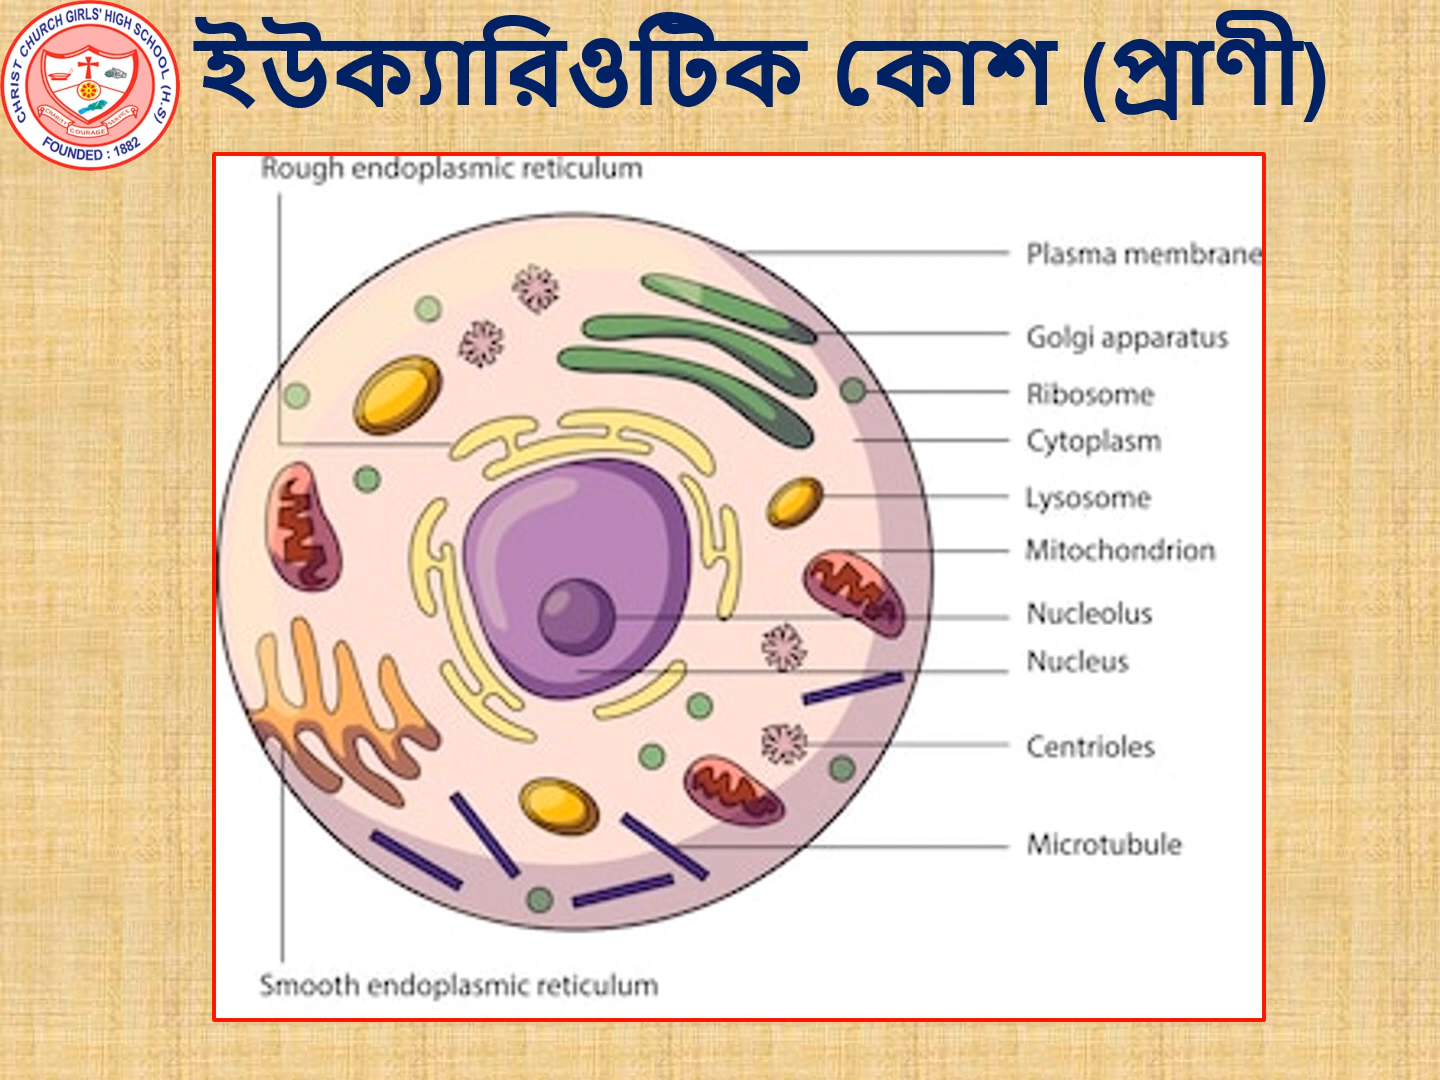 CHRIST CHURCH GIRLS' HIGH SCHOOL (H.S)
COURAGE
FOUNDED : 1882
ইউক্যারিওটিক কোশ (প্রাণী)
Rough endoplasmic reticulum
Plasma membrane
Golgi apparatus
Ribosome
Cytoplasm
Lysosome
Mitochondrion
Nucleolus
Nucleus
Centrioles
Microtubule
Smooth endoplasmic reticulum